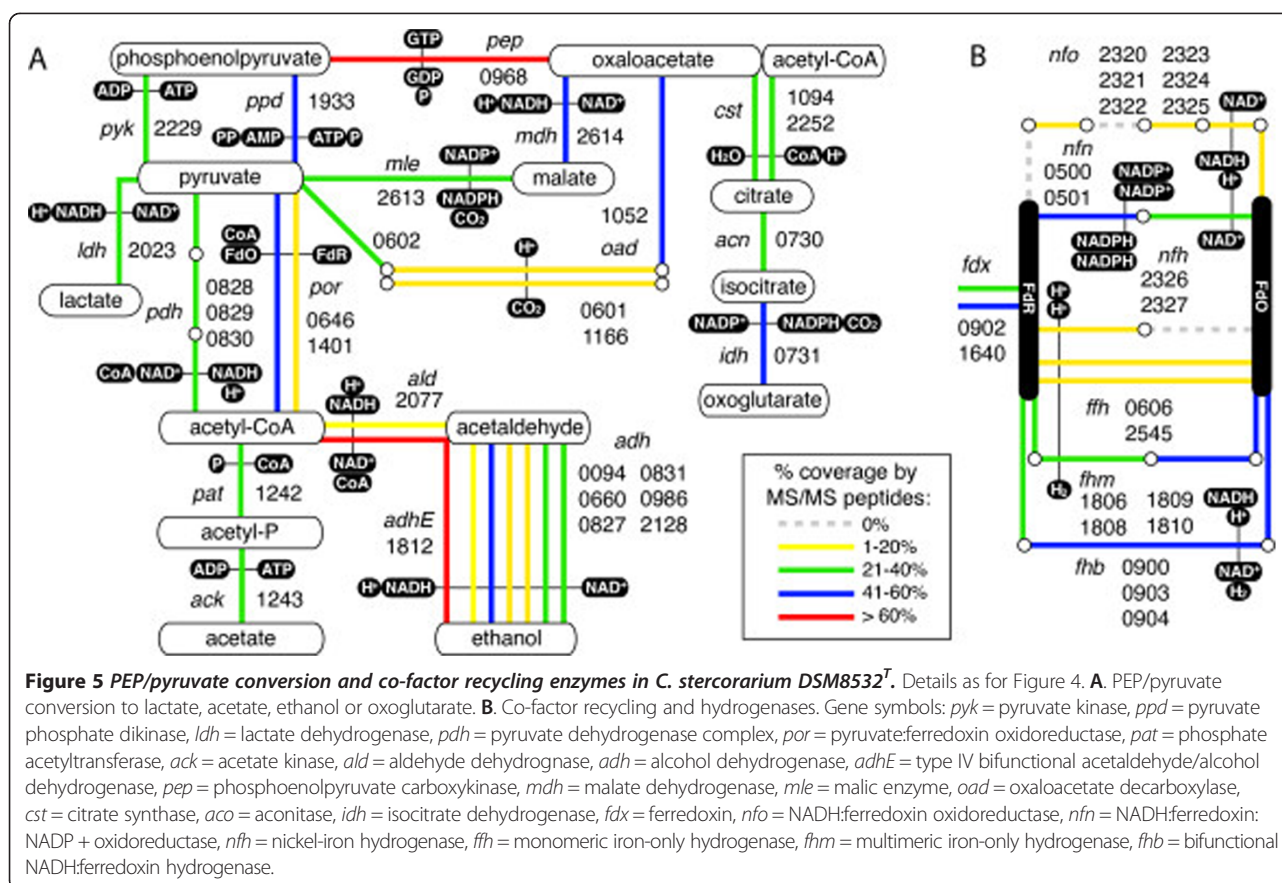 A
phosphoenolpyruvate
GTP
pep
GDP
P
0968
oxaloacetate
acetyl-CoA
ADP
ATP
pyk
2229
ppd
1933
PP AMP
ATP P
H⁺ NADH
NAD⁺
mdh
2614
cst
1094
2252
H₂O
CoA H⁺
pyruvate
mle
NADP⁺
2613
NADPH
CO₂
malate
citrate
H⁺ NADH
NAD⁺
ldh
2023
lactate
CoA
FdO
FdR
0602
H⁺
CO₂
1052
oad
0601
1166
acn
0730
isocitrate
NADP⁺
NADPH CO₂
idh
0731
oxoglutarate
pdh
0828
0829
0830
por
0646
1401
CoA NAD⁺
NADH
H⁺
acetyl-CoA
H⁺
NADH
ald
2077
NAD⁺
CoA
acetaldehyde
P
CoA
pat
1242
acetyl-P
ADP
ATP
ack
1243
acetate
adhE
1812
H⁺ NADH
NAD⁺
adh
0094 0831
0660 0986
0827 2128
ethanol
% coverage by
MS/MS peptides:
0%
1-20%
21-40%
41-60%
> 60%
B
nfo 2320 2323
2321 2324
2322 2325
NAD⁺
NADH
H⁺
NAD⁺
nfn
0500
0501
NADP⁺
NADP⁺
NADPH
NADPH
fdx
0902
1640
FdR
FdO
H⁺
H⁺
H₂
nfh
2326
2327
ffh 0606
2545
fhm
1806 1809
1808 1810
NADH
H⁺
NAD⁺
H₂
fhb 0900
0903
0904
Figure 5 PEP/pyruvate conversion and co-factor recycling enzymes in C. stercorarium DSM8532ᵀ. Details as for Figure 4. A. PEP/pyruvate
conversion to lactate, acetate, ethanol or oxoglutarate. B. Co-factor recycling and hydrogenases. Gene symbols: pyk = pyruvate kinase, ppd = pyruvate
phosphate dikinase, ldh = lactate dehydrogenase, pdh = pyruvate dehydrogenase complex, por = pyruvate:ferredoxin oxidoreductase, pat = phosphate
acetyltransferase, ack = acetate kinase, ald = aldehyde dehydrognase, adh = alcohol dehydrogenase, adhE = type IV bifunctional acetaldehyde/alcohol
dehydrogenase, pep = phosphoenolpyruvate carboxykinase, mdh = malate dehydrogenase, mle = malic enzyme, oad = oxaloacetate decarboxylase,
cst = citrate synthase, aco = aconitase, idh = isocitrate dehydrogenase, fdx = ferredoxin, nfo = NADH:ferredoxin oxidoreductase, nfn = NADH:ferredoxin:
NADP + oxidoreductase, nfh = nickel-iron hydrogenase, ffh = monomeric iron-only hydrogenase, fhm = multimeric iron-only hydrogenase, fhb = bifunctional
NADH:ferredoxin hydrogenase.